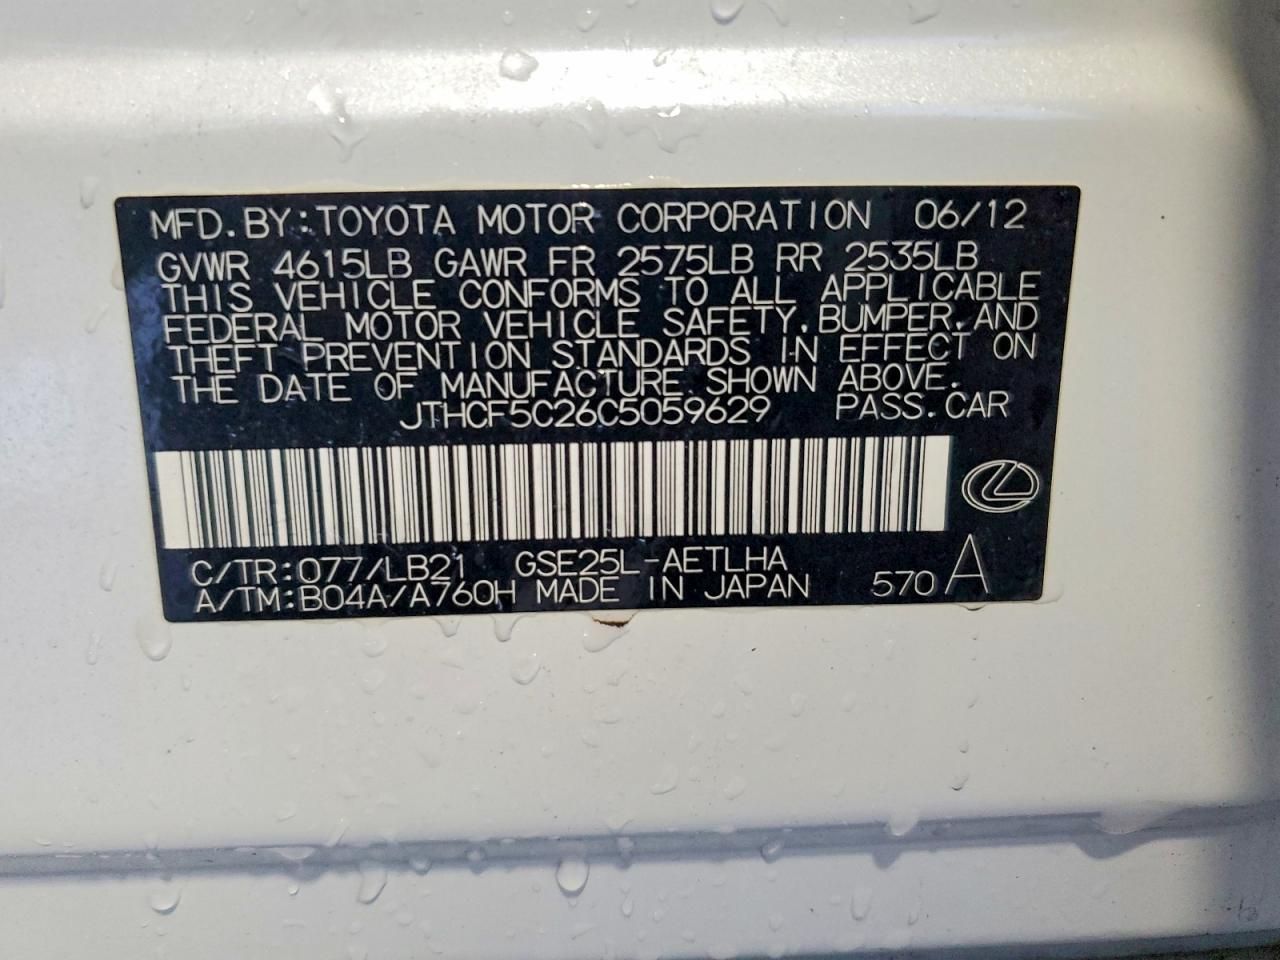 MFD. BY: TOYOTA MOTOR CORPORATION 06/12
GVWR 4615LB GAWR FR 2575LB RR 2535LB
THIS VEHICLE CONFORMS TO ALL APPLICABLE
FEDERAL MOTOR VEHICLE SAFETY, BUMPER, AND
THEFT PREVENTION STANDARDS IN EFFECT ON
THE DATE OF MANUFACTURE SHOWN ABOVE.
JTHCF5C26C5059629 PASS. CAR
C/TR: 077/LB21 GSE25L-AETLHA
A/TM: B04A/A760H MADE IN JAPAN 570 A